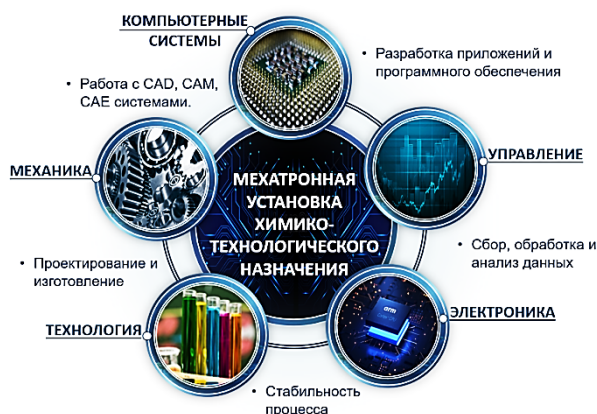 КОМПЬЮТЕРНЫЕ
СИСТЕМЫ
• Разработка приложений и
программного обеспечения
• Работа с CAD, CAM,
CAE системами.
МЕХАНИКА
УПРАВЛЕНИЕ
МЕХАТРОННАЯ
УСТАНОВКА
ХИМИКО-
ТЕХНОЛОГИЧЕСКОГО
НАЗНАЧЕНИЯ
• Сбор, обработка и
анализ данных
• Проектирование и
изготовление
ЭЛЕКТРОНИКА
arm
ТЕХНОЛОГИЯ
• Стабильность
процесса